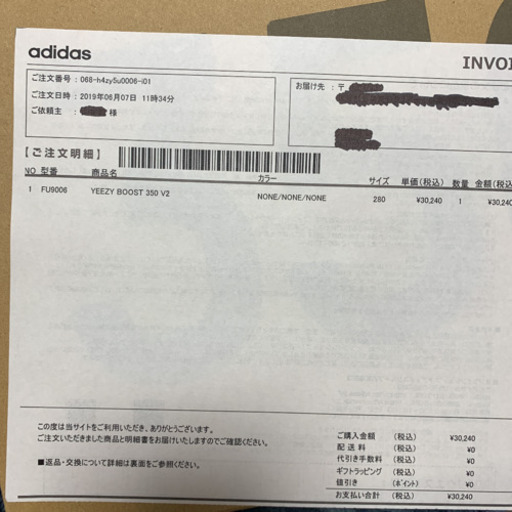 adidas
INVOI
ご注文番号 : 068-h4zy5u0006-i01
ご注文日時 : 2019年06月07日 11時34分
ご依頼主 : 様
お届け先 : 〒
【ご注文明細】
NO 型番 商品名 カラー サイズ 単価(税込) 数量 金額(税込)
1 FU9006 YEEZY BOOST 350 V2 NONE/NONE/NONE 280 ¥30,240 1 ¥30,240
この度は当サイトをご利用いただき、ありがとうございます。
ご注文いただきました商品と明細書をお届けいたしますのでご確認ください。
■返品・交換について詳細は裏面をご参照ください。
ご購入金額 (税込) ¥30,240
配送料 (税込) ¥0
代引き手数料 (税込) ¥0
ギフトラッピング (税込) ¥0
値引き (ポイント) ¥0
お支払い合計 (税込) ¥30,240